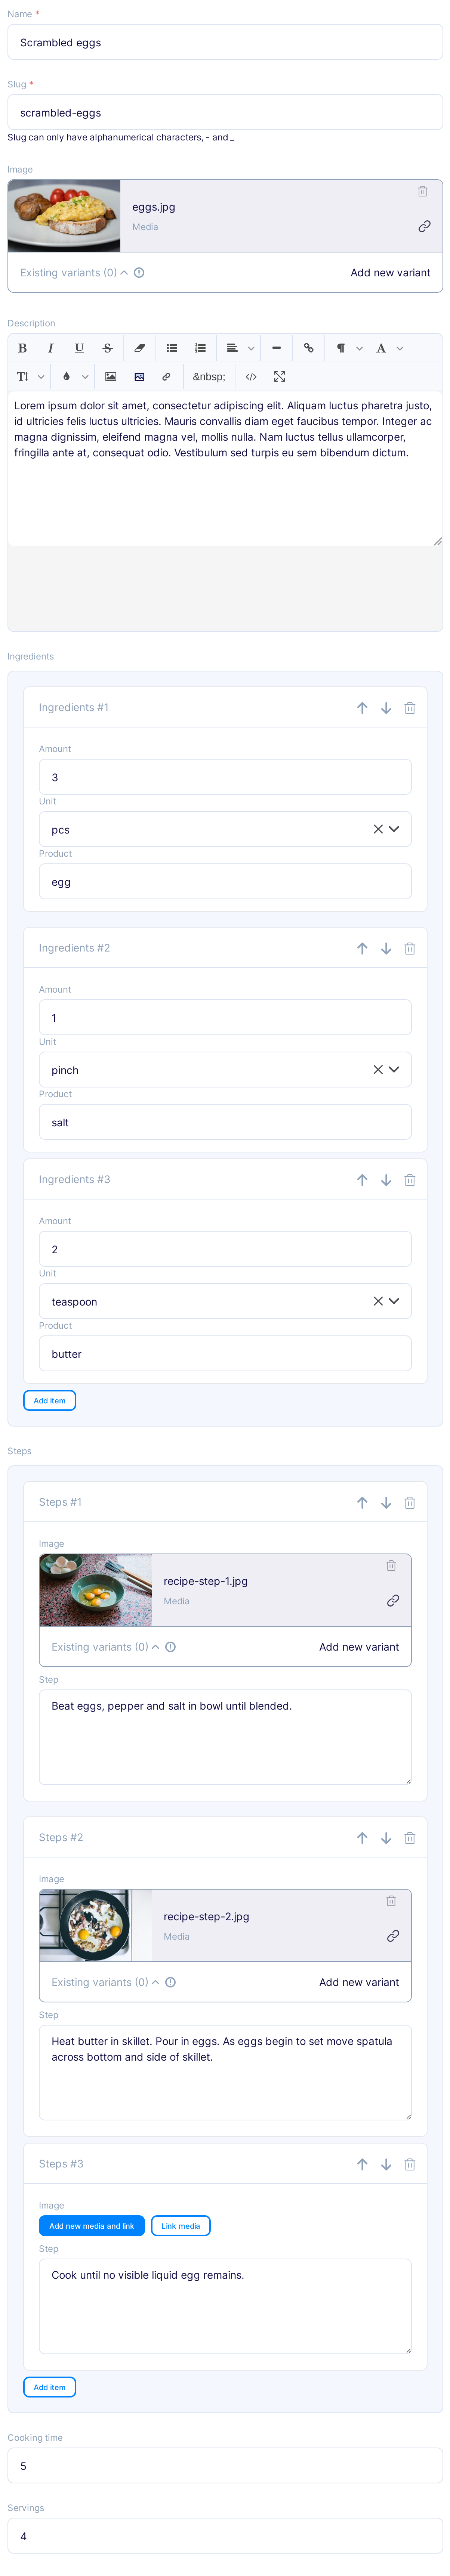 Name *
Scrambled eggs
Slug *
scrambled-eggs
Slug can only have alphanumerical characters, - and _
Image
eggs.jpg
Media
Existing variants (0)
Add new variant
Description
B I U S
A
T
&nbsp; </>
Lorem ipsum dolor sit amet, consectetur adipiscing elit. Aliquam luctus pharetra justo,
id ultricies felis luctus ultricies. Mauris convallis diam eget faucibus tempor. Integer ac
magna dignissim, eleifend magna vel, mollis nulla. Nam luctus tellus ullamcorper,
fringilla ante at, consequat odio. Vestibulum sed turpis eu sem bibendum dictum.
Ingredients
Ingredients #1
Amount
3
Unit
pcs
Product
egg
Ingredients #2
Amount
1
Unit
pinch
Product
salt
Ingredients #3
Amount
2
Unit
teaspoon
Product
butter
Add item
Steps
Steps #1
Image
recipe-step-1.jpg
Media
Existing variants (0)
Add new variant
Step
Beat eggs, pepper and salt in bowl until blended.
Steps #2
Image
recipe-step-2.jpg
Media
Existing variants (0)
Add new variant
Step
Heat butter in skillet. Pour in eggs. As eggs begin to set move spatula
across bottom and side of skillet.
Steps #3
Image
Add new media and link
Link media
Step
Cook until no visible liquid egg remains.
Add item
Cooking time
5
Servings
4